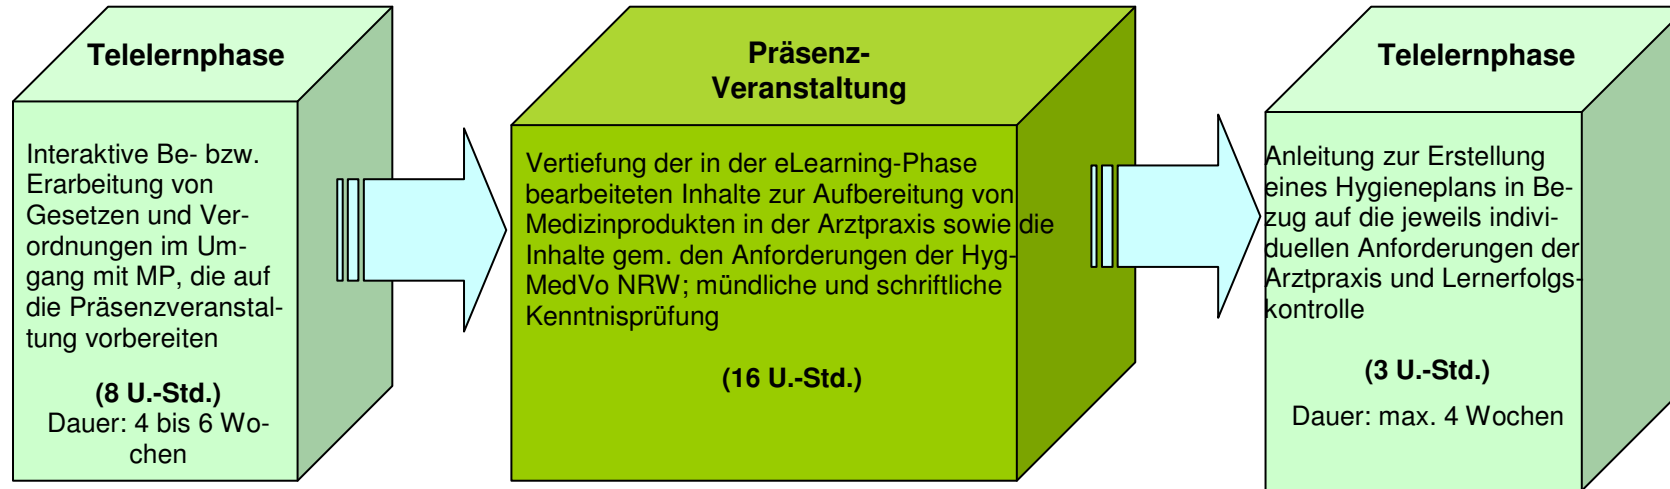 Telelernphase
Interaktive Be- bzw.
Erarbeitung von
Gesetzen und Ver-
ordnungen im Um-
gang mit MP, die auf
die Präsenzveranstal-
tung vorbereiten
(8 U.-Std.)
Dauer: 4 bis 6 Wo-
chen
Präsenz-
Veranstaltung
Vertiefung der in der eLearning-Phase
bearbeiteten Inhalte zur Aufbereitung von
Medizinprodukten in der Arztpraxis sowie die
Inhalte gem. den Anforderungen der Hyg-
MedVo NRW; mündliche und schriftliche
Kenntnisprüfung
(16 U.-Std.)
Telelernphase
Anleitung zur Erstellung
eines Hygieneplans in Be-
zug auf die jeweils indivi-
duellen Anforderungen der
Arztpraxis und Lernerfolgs-
kontrolle
(3 U.-Std.)
Dauer: max. 4 Wochen